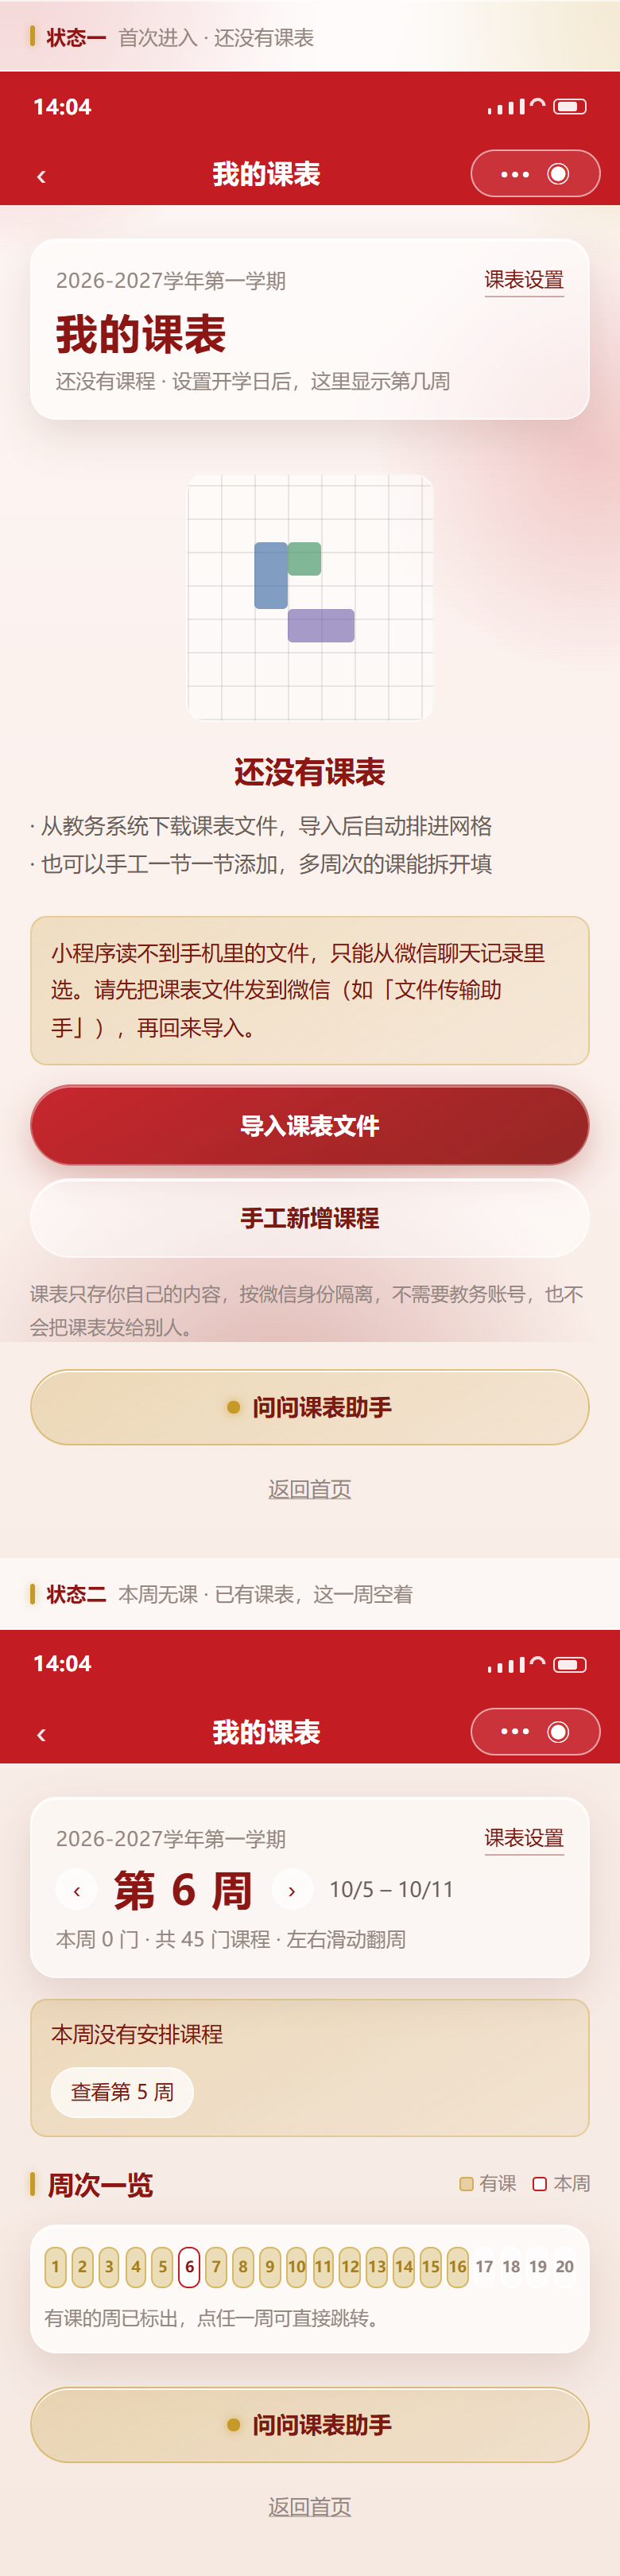 状态一 首次进入 · 还没有课表
14:04
‹ 我的课表
2026-2027学年第一学期 课表设置
我的课表
还没有课程 · 设置开学日后，这里显示第几周
还没有课表
· 从教务系统下载课表文件，导入后自动排进网格
· 也可以手工一节一节添加，多周次的课能拆开填
小程序读不到手机里的文件，只能从微信聊天记录里
选。请先把课表文件发到微信（如「文件传输助
手」），再回来导入。
导入课表文件
手工新增课程
课表只存你自己的内容，按微信身份隔离，不需要教务账号，也不
会把课表发给别人。
问问课表助手
返回首页
状态二 本周无课 · 已有课表，这一周空着
14:04
‹ 我的课表
2026-2027学年第一学期 课表设置
‹ 第 6 周 › 10/5 – 10/11
本周 0 门 · 共 45 门课程 · 左右滑动翻周
本周没有安排课程
查看第 5 周
周次一览 有课 本周
1 2 3 4 5 6 7 8 9 10 11 12 13 14 15 16 17 18 19 20
有课的周已标出，点任一周可直接跳转。
问问课表助手
返回首页